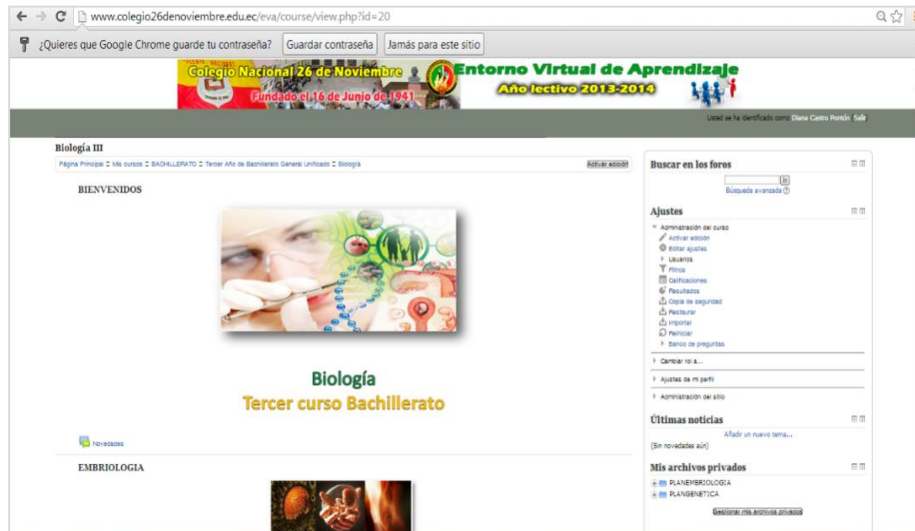 www.colegio26denoviembre.edu.ec/eva/course/view.php?id=20
¿Quieres que Google Chrome guarde tu contraseña? Guardar contraseña Jamás para este sitio
Colegio Nacional 26 de Noviembre
Fundado el 16 de Junio de 1941
Entorno Virtual de Aprendizaje
Año lectivo 2013-2014
Usted se ha identificado como Diana Castro Pontón (Salir)
Biología III
Página Principal Mis cursos BACHILLERATO Tercer Año de Bachillerato General Unificado Biología
Activar edición
BIENVENIDOS
Biología
Tercer curso Bachillerato
Novedades
EMBRIOLOGIA
Buscar en los foros
Ir
Búsqueda avanzada
Ajustes
Administración del curso
Activar edición
Editar ajustes
Usuarios
Filtros
Calificaciones
Resultados
Copia de seguridad
Restaurar
Importar
Reiniciar
Banco de preguntas
Cambiar rol a...
Ajustes de mi perfil
Administración del sitio
Últimas noticias
Añadir un nuevo tema...
(Sin novedades aún)
Mis archivos privados
PLANEMBRIOLOGIA
PLANGENETICA
Gestionar mis archivos privados